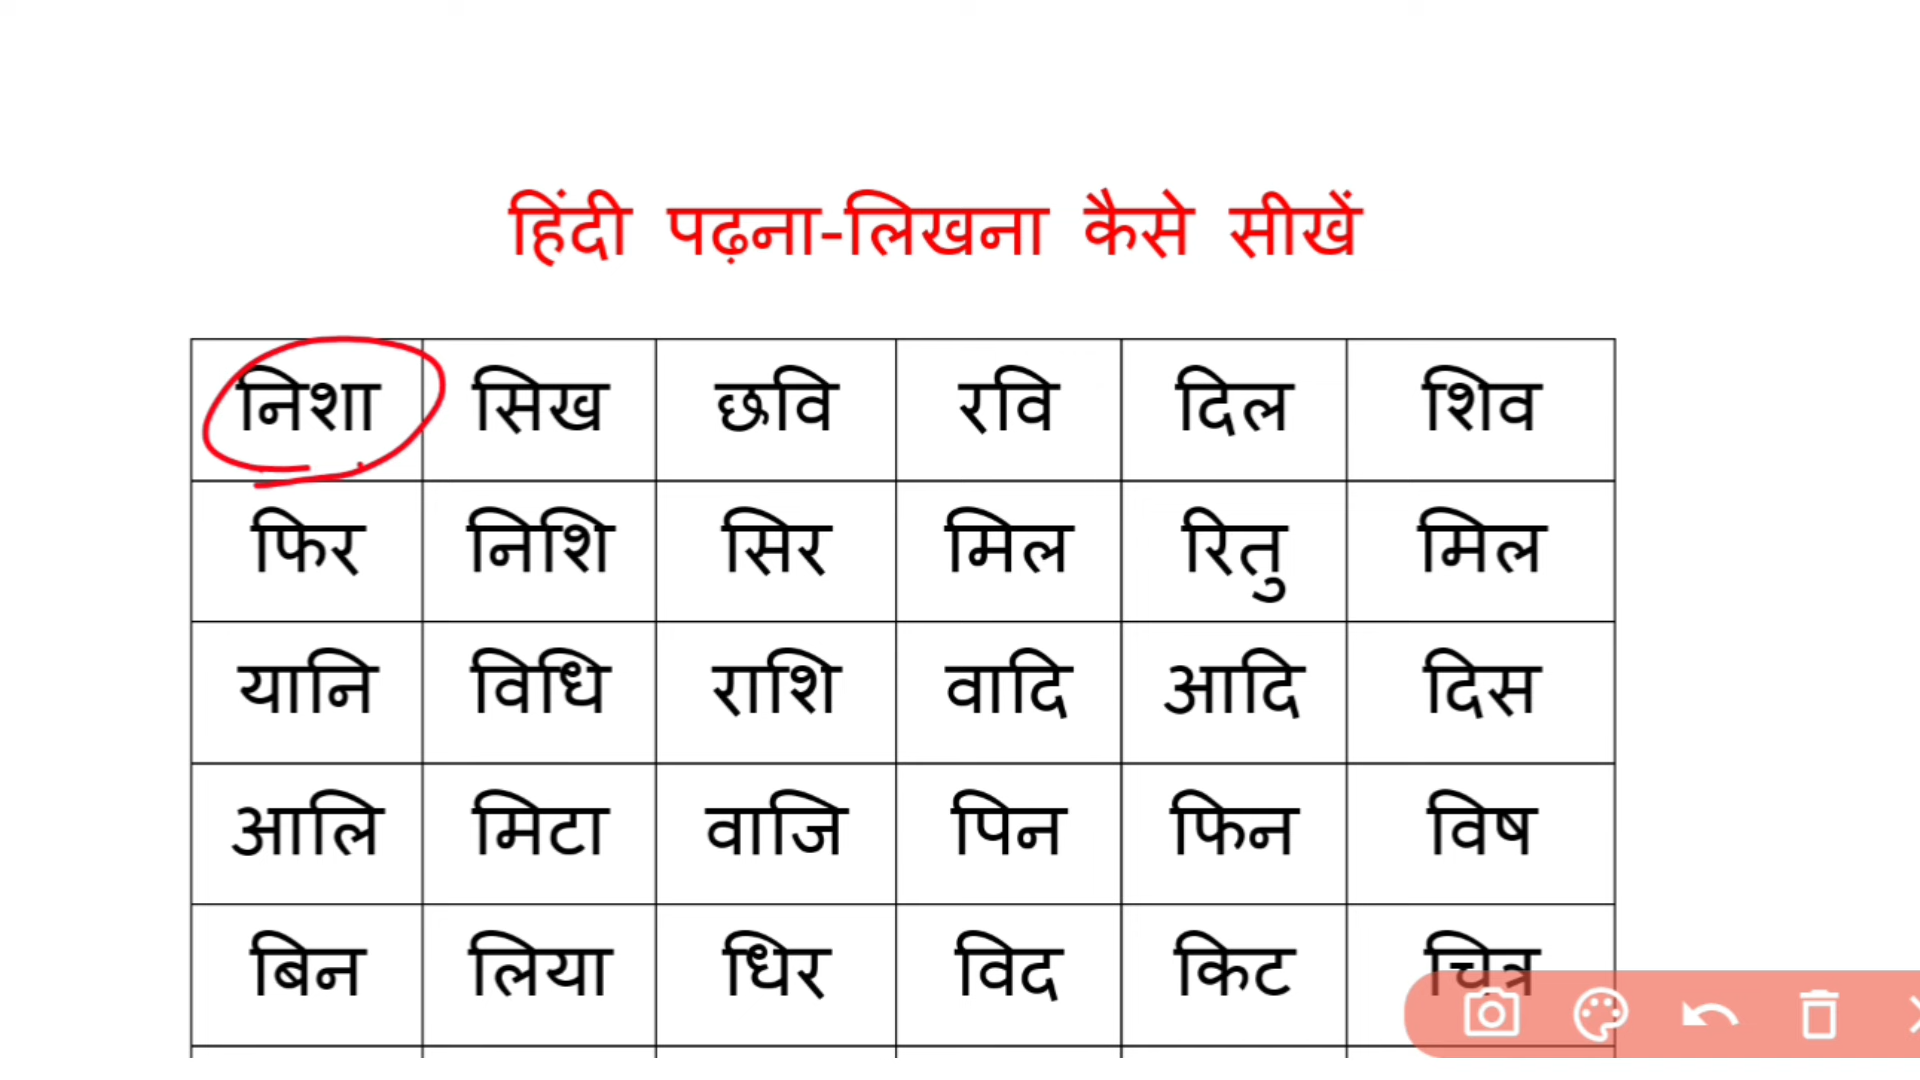 हिंदी पढ़ना-लिखना कैसे सीखें
निशा सिख छवि रवि दिल शिव
फिर निशि सिर मिल रितु मिल
यानि विधि राशि वादि आदि दिस
आलि मिटा वाजि पिन फिन विष
बिन लिया धिर विद किट चित्र